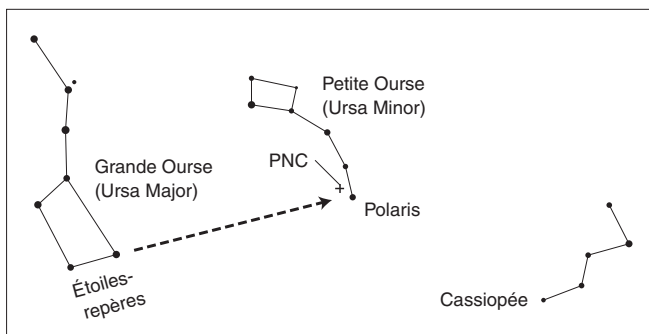 Petite Ourse
(Ursa Minor)
PNC
Grande Ourse
(Ursa Major)
Polaris
Étoiles-
repères
Cassiopée